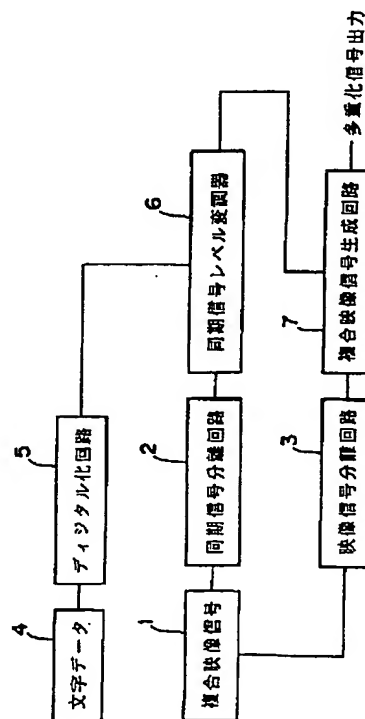 4
文字データ
5
ディジタル化回路
1
複合映像信号
2
同期信号分離回路
6
同期信号レベル変調器
3
映像信号分離回路
7
複合映像信号生成回路
多重化信号出力